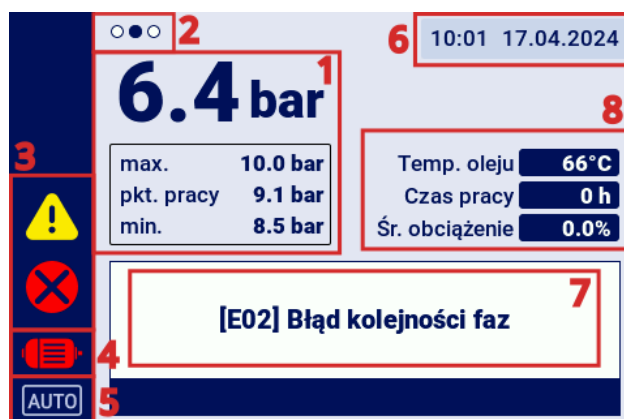 2
6
10:01 17.04.2024
1
6.4 bar
8
3
max. 10.0 bar
pkt. pracy 9.1 bar
min. 8.5 bar
Temp. oleju 66°C
Czas pracy 0 h
Śr. obciążenie 0.0%
7
[E02] Błąd kolejności faz
4
AUTO
5